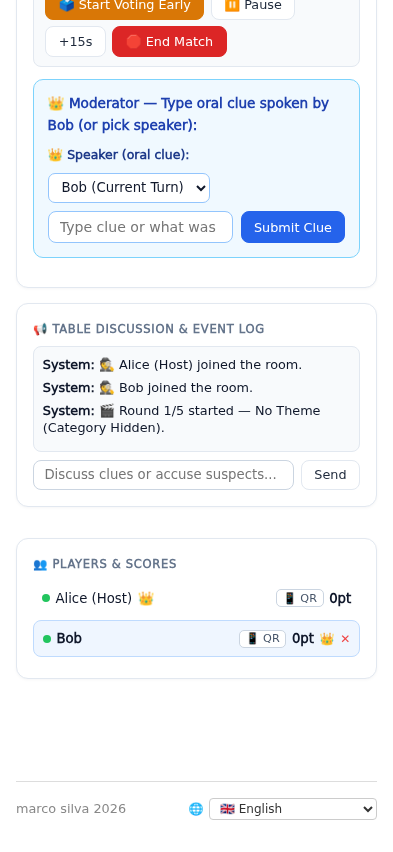 🗳️ Start Voting Early ⏸️ Pause
+15s 🛑 End Match
👑 Moderator — Type oral clue spoken by
Bob (or pick speaker):
👑 Speaker (oral clue):
Bob (Current Turn)
Type clue or what was Submit Clue
📢 TABLE DISCUSSION & EVENT LOG
System: 🕵️ Alice (Host) joined the room.
System: 🕵️ Bob joined the room.
System: 🎬 Round 1/5 started — No Theme
(Category Hidden).
Discuss clues or accuse suspects... Send
👥 PLAYERS & SCORES
Alice (Host) 👑 📱 QR 0pt
Bob 📱 QR 0pt 👑 ✕
marco silva 2026 🌐 🇬🇧 English